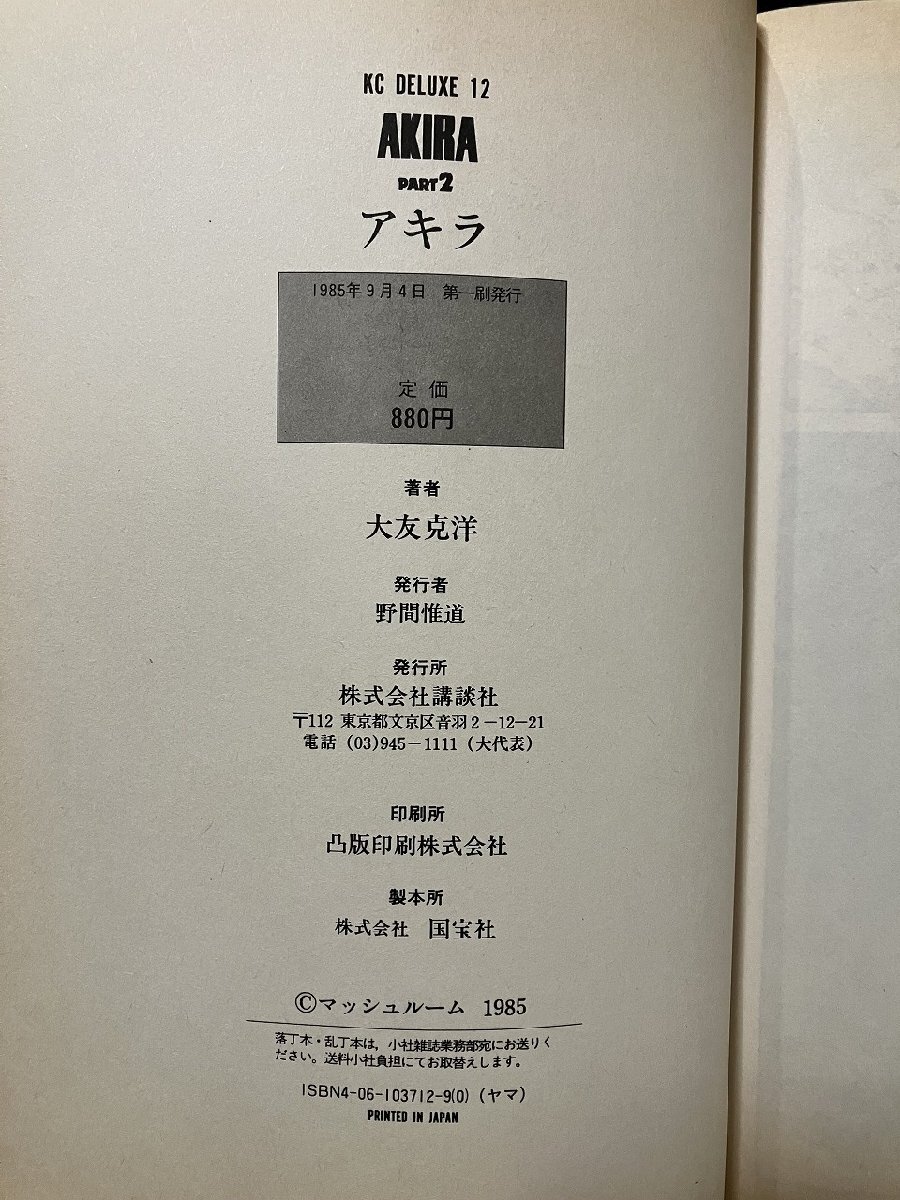 KC DELUXE 12
AKIRA
PART2
アキラ
1985年9月4日 第一刷発行
定価
880円
著者
大友克洋
発行者
野間惟道
発行所
株式会社講談社
〒112 東京都文京区音羽2-12-21
電話 (03)945-1111 (大代表)
印刷所
凸版印刷株式会社
製本所
株式会社 国宝社
©マッシュルーム 1985
落丁本・乱丁本は，小社雑誌業務部宛にお送りく
ださい。送料小社負担にてお取替えします。
ISBN4-06-103712-9(0) (ヤマ)
PRINTED IN JAPAN